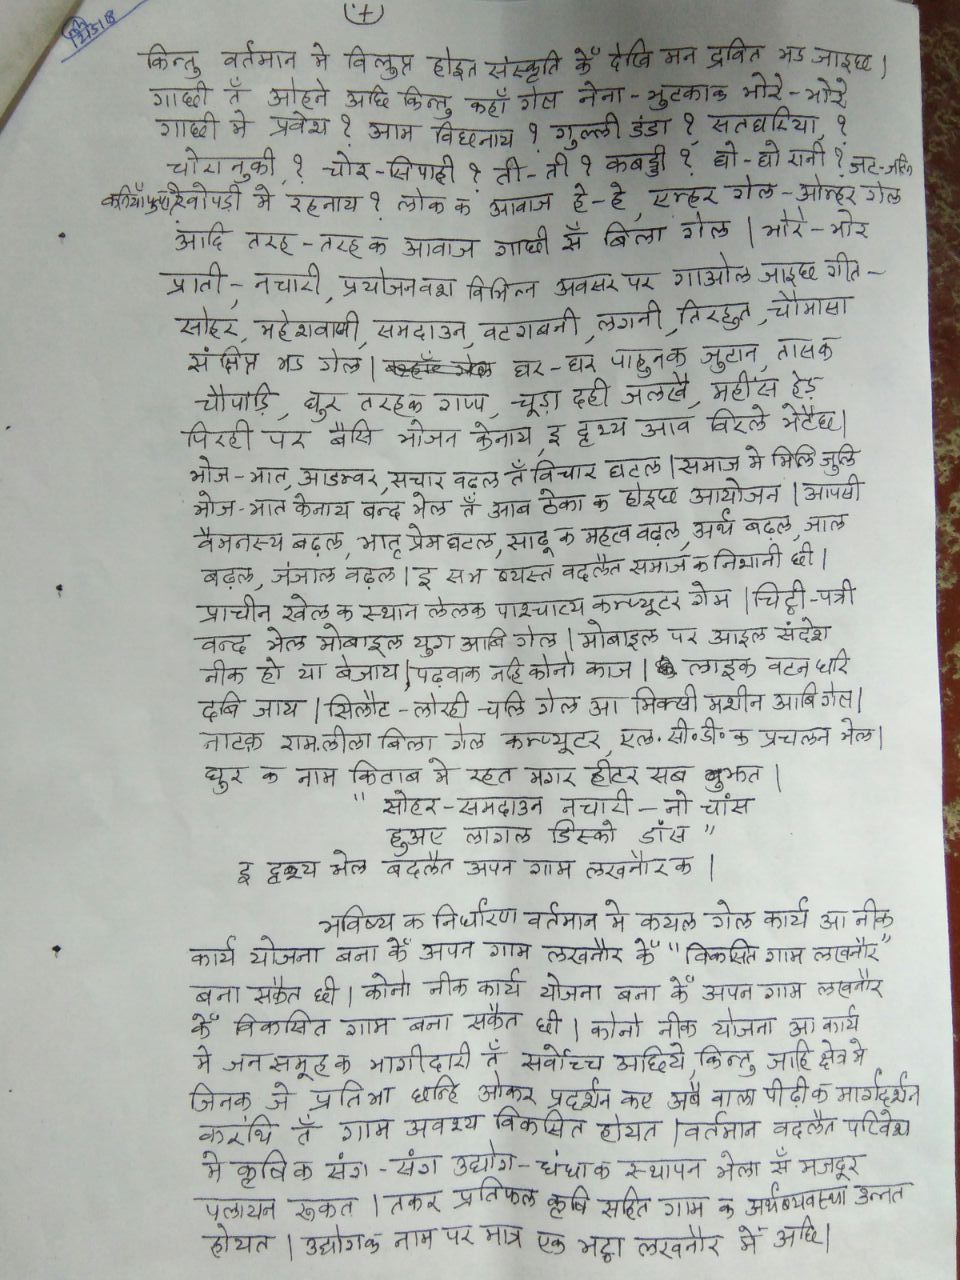 (7)
12/5/18
किन्तु वर्तमान मे विलुप्त होइत संस्कृति केँ देखि मन द्रवित भऽ जाइछ |
गाछी तँ ओहने अछि किन्तु कहाँ गेल नेना-भुटकाक भोरे-भोरे
गाछी मे प्रवेश ? आम बिछनाय ? गुल्ली डंडा ? सतघरिया ?
चोरा नुकी ? चोर-सिपाही ? ती-ती ? कबड्डी ? घो-घो रानी ? जट-जटिन
खोपड़ी मे रहनाय ? लोक क आवाज हे-हे, एम्हर गेल-ओम्हर गेल
आदि तरह-तरह क आवाज गाछी सँ बिला गेल | भोरे-भोर
प्राती-नचारी, प्रयोजनवश विभिन्न अवसर पर गाओल जाइछ गीत-
सोहर, महेशवाणी, समदाउन, वटगबनी, लगनी, तिरहुत, चौमासा
संक्षिप्त भऽ गेल | घर-घर पाहुनक जुटान, तासक
चौपाड़ि, घुर तरहक गप्प, चूड़ा दही जलखै, महींस हेड़
पिरही पर बैसि भोजन केनाय, इ दृश्य आब विरले भेटैछ |
भोज-भात, आडम्बर, सचार बढ़ल तँ विचार घटल | समाज मे मिलि जुलि
भोज-भात केनाय बन्द भेल तँ आब ठेका क होइछ आयोजन | आपसी
वैमनस्य बढ़ल, भातृ प्रेम घटल, साढू क महत्व बढ़ल, अर्थ बढ़ल, जाल
बढ़ल, जंजाल बढ़ल | इ सभ व्यस्त बदलैत समाज क निशानी छी |
प्राचीन खेल क स्थान लेलक पाश्चात्य कम्प्यूटर गेम | चिट्ठी-पत्री
बन्द भेल मोबाइल युग आबि गेल | मोबाइल पर आइल संदेश
नीक हो या बेजाय, पढ़वाक नहि कोनो काज | लाइक बटन धरि
दबि जाय | सिलौट-लोरही चलि गेल आ मिक्सी मशीन आबि गेल |
नाटक रामलीला बिला गेल कम्प्यूटर, एल. सी. डी. क प्रचलन भेल |
घुर क नाम किताब मे रहत मगर हीटर सब बुझत |
" सोहर-समदाउन नचारी-नो चांस
हुअए लागल डिस्को डांस "
इ दृश्य भेल बदलैत अपन गाम लखनौर क |
भविष्य क निर्धारण वर्तमान मे कयल गेल कार्य आ नीक
कार्य योजना बना केँ अपन गाम लखनौर केँ "विकसित गाम लखनौर"
बना सकैत छी | कोनो नीक कार्य योजना बना केँ अपन गाम लखनौर
केँ विकसित गाम बना सकैत छी | कोनो नीक योजना आ कार्य
मे जन समूह क भागीदारी तँ सर्वोच्च अछिये, किन्तु जाहि क्षेत्र मे
जिनक जे प्रतिभा छन्हि ओकर प्रदर्शन कए अबै वाला पीढ़ी क मार्गदर्शन
करथि तँ गाम अवश्य विकसित होयत | वर्तमान बदलैत परिवेश
मे कृषि क संग-संग उद्योग-धंधा क स्थापन भेला सँ मजदूर
पलायन रूकत | तकर प्रतिफल कृषि सहित गाम क अर्थव्यवस्था उन्नत
होयत | उद्योगक नाम पर मात्र एक भट्ठा लखनौर मेँ अछि |